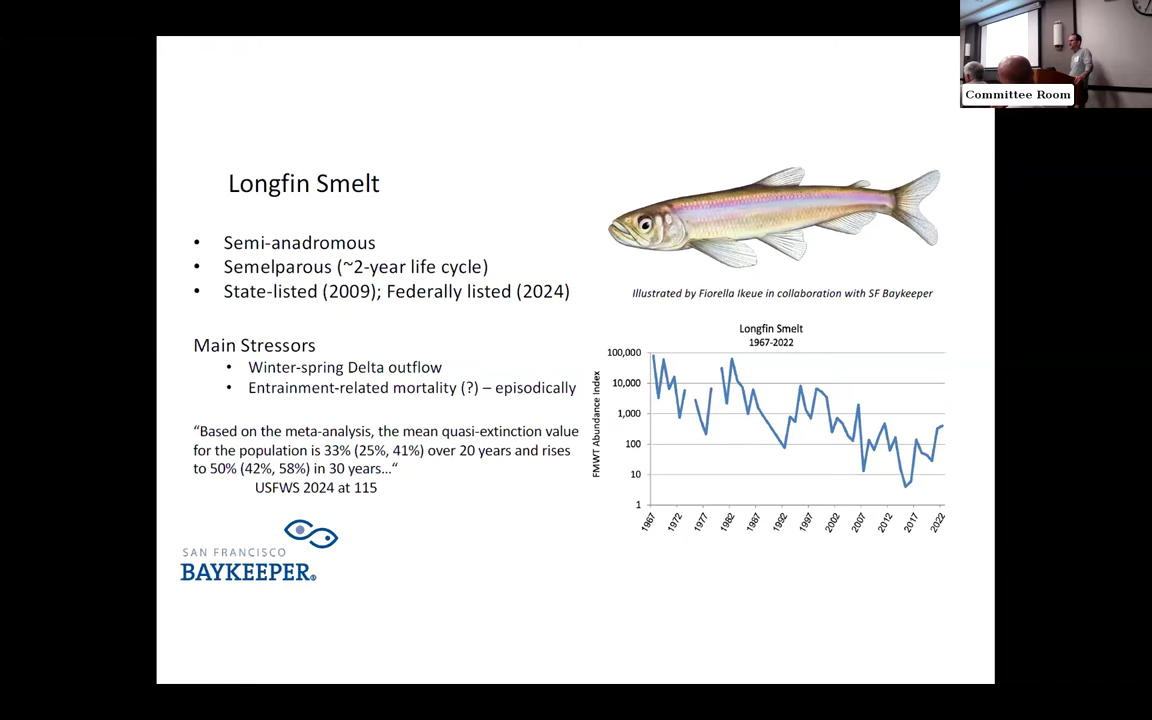 Committee Room
Longfin Smelt
• Semi-anadromous
• Semelparous (~2-year life cycle)
• State-listed (2009); Federally listed (2024)
Main Stressors
• Winter-spring Delta outflow
• Entrainment-related mortality (?) – episodically
“Based on the meta-analysis, the mean quasi-extinction value
for the population is 33% (25%, 41%) over 20 years and rises
to 50% (42%, 58%) in 30 years…“
USFWS 2024 at 115
SAN FRANCISCO
BAYKEEPER®
Illustrated by Fiorella Ikeue in collaboration with SF Baykeeper
Longfin Smelt
1967-2022
FMWT Abundance Index
100,000
10,000
1,000
100
10
1
1967
1972
1977
1982
1987
1992
1997
2002
2007
2012
2017
2022